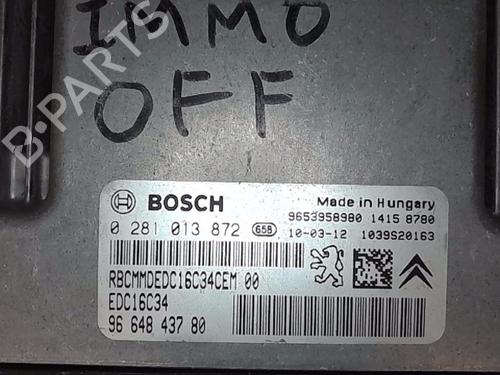 IMMO
OFF
B-PARTS
BOSCH
Made in Hungary
9653958980 1415 8780
0 281 013 872 65B 10-03-12 1039S20163
RBCMMDEDC16C34CEM 00
EDC16C34
96 648 437 80